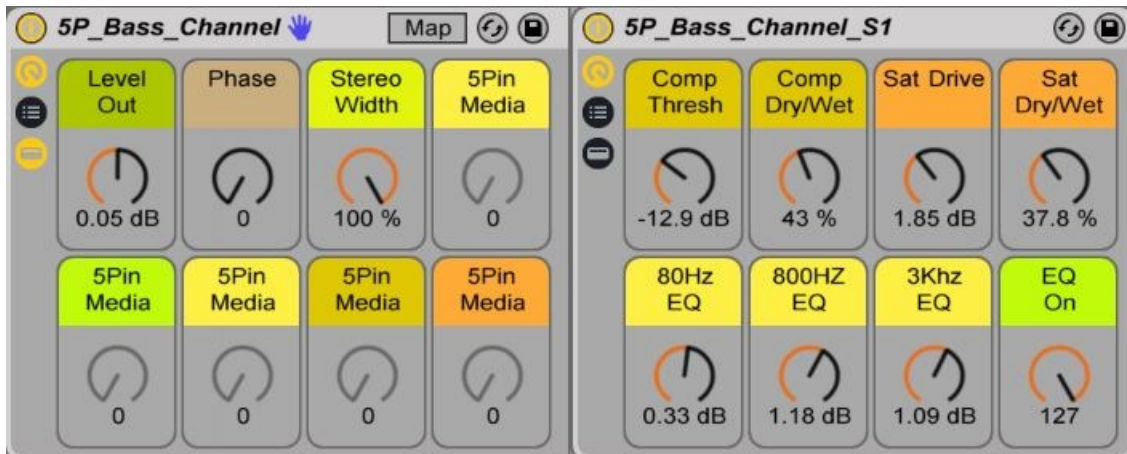 5P_Bass_Channel
Map
5P_Bass_Channel_S1
Level
Out
Phase
Stereo
Width
5Pin
Media
Comp
Thresh
Comp
Dry/Wet
Sat Drive
Sat
Dry/Wet
0.05 dB
0
100 %
0
-12.9 dB
43 %
1.85 dB
37.8 %
5Pin
Media
5Pin
Media
5Pin
Media
5Pin
Media
80Hz
EQ
800HZ
EQ
3Khz
EQ
EQ
On
0
0
0
0
0.33 dB
1.18 dB
1.09 dB
127